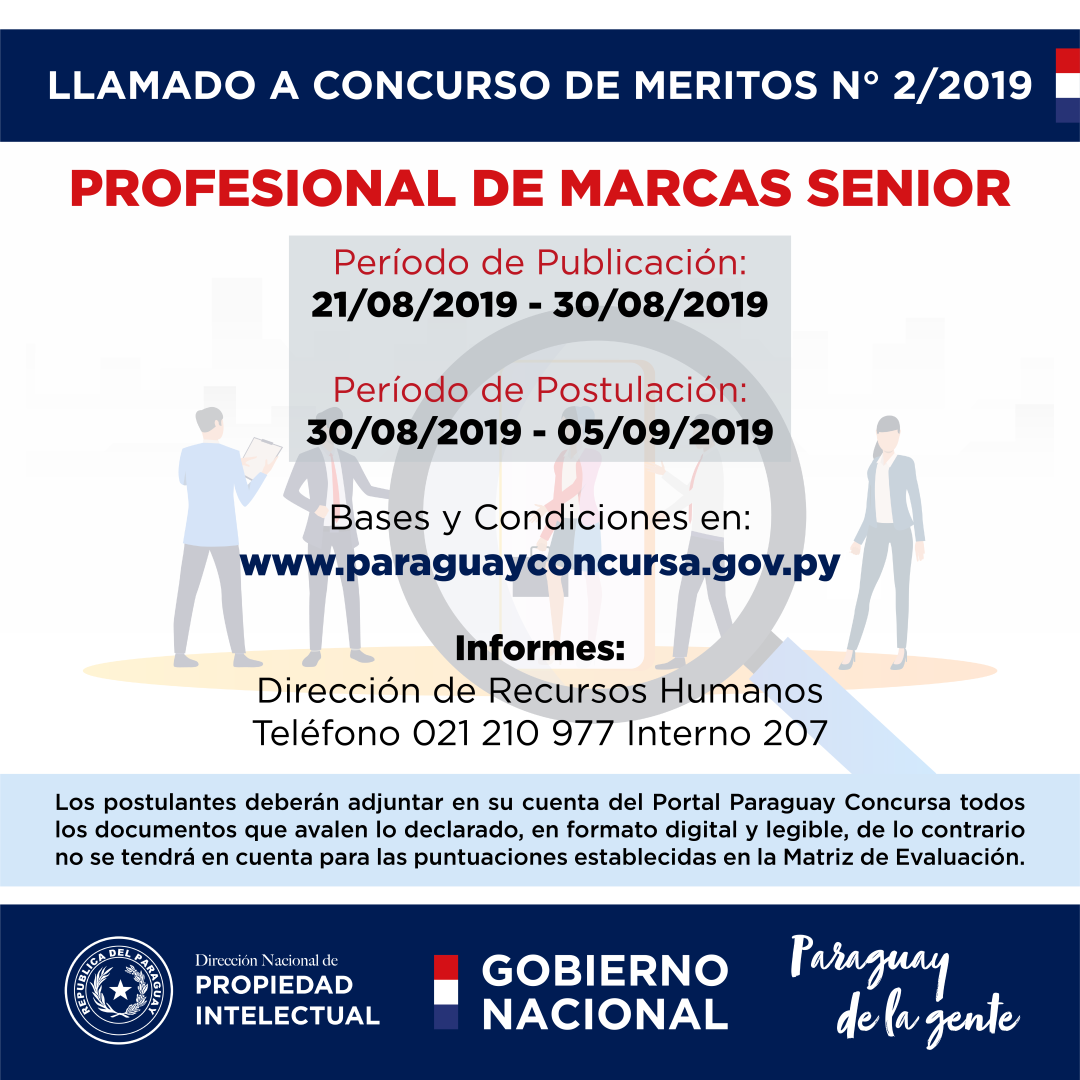 LLAMADO A CONCURSO DE MERITOS N° 2/2019
PROFESIONAL DE MARCAS SENIOR
Período de Publicación:
21/08/2019 - 30/08/2019
Período de Postulación:
30/08/2019 - 05/09/2019
Bases y Condiciones en:
www.paraguayconcursa.gov.py
Informes:
Dirección de Recursos Humanos
Teléfono 021 210 977 Interno 207
Los postulantes deberán adjuntar en su cuenta del Portal Paraguay Concursa todos
los documentos que avalen lo declarado, en formato digital y legible, de lo contrario
no se tendrá en cuenta para las puntuaciones establecidas en la Matriz de Evaluación.
REPUBLICA DEL PARAGUAY
Dirección Nacional de
PROPIEDAD
INTELECTUAL
GOBIERNO
NACIONAL
Paraguay
de la gente